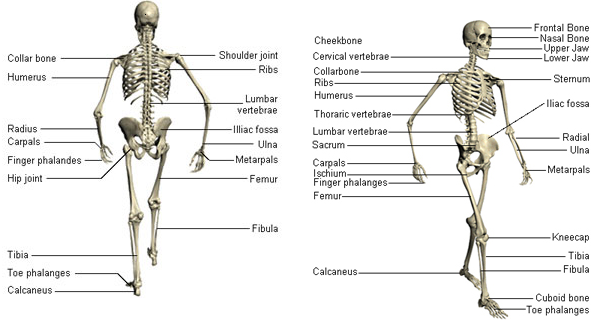 Collar bone
Humerus
Radius
Carpals
Finger phalandes
Hip joint
Tibia
Toe phalanges
Calcaneus
Shoulder joint
Ribs
Lumbar
vertebrae
Illiac fossa
Ulna
Metarpals
Femur
Fibula
Cheekbone
Cervical vertebrae
Collarbone
Ribs
Humerus
Thoraric vertebrae
Lumbar vertebrae
Sacrum
Carpals
Ischium
Finger phalanges
Femur
Calcaneus
Frontal Bone
Nasal Bone
Upper Jaw
Lower Jaw
Sternum
Iliac fossa
Radial
Ulna
Metarpals
Kneecap
Tibia
Fibula
Cuboid bone
Toe phalanges